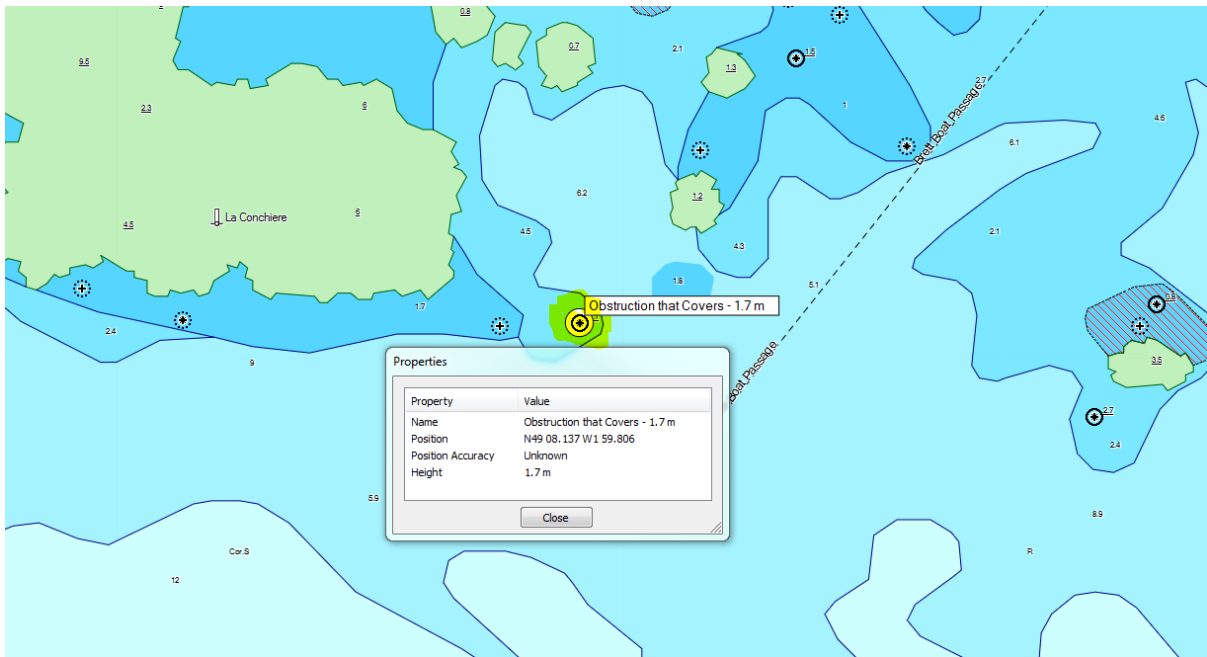 0.8
0.7
2.1
1.5
9.5
1.3
2.7
2.3
6
1
4.6
Brett Boat Passage
6.1
6.2
1.2
La Conchiere
6
4.5
4.5
4.3
2.1
1.8
5.1
Obstruction that Covers - 1.7 m
0.8
1.7
2.4
9
3.5
Boat Passage
Properties
Property Value
Name Obstruction that Covers - 1.7 m
Position N49 08.137 W1 59.806
Position Accuracy Unknown
Height 1.7 m
2.7
2.4
5.9
Close
8.9
Cor.S
R
12